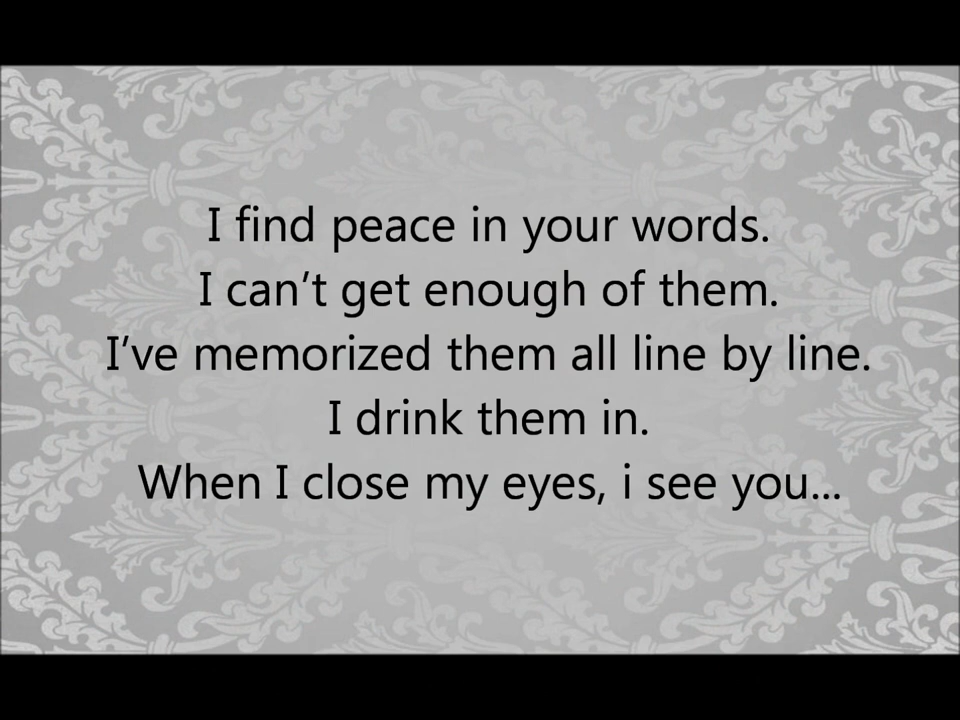 I find peace in your words.
I can't get enough of them.
I've memorized them all line by line.
I drink them in.
When I close my eyes, i see you...